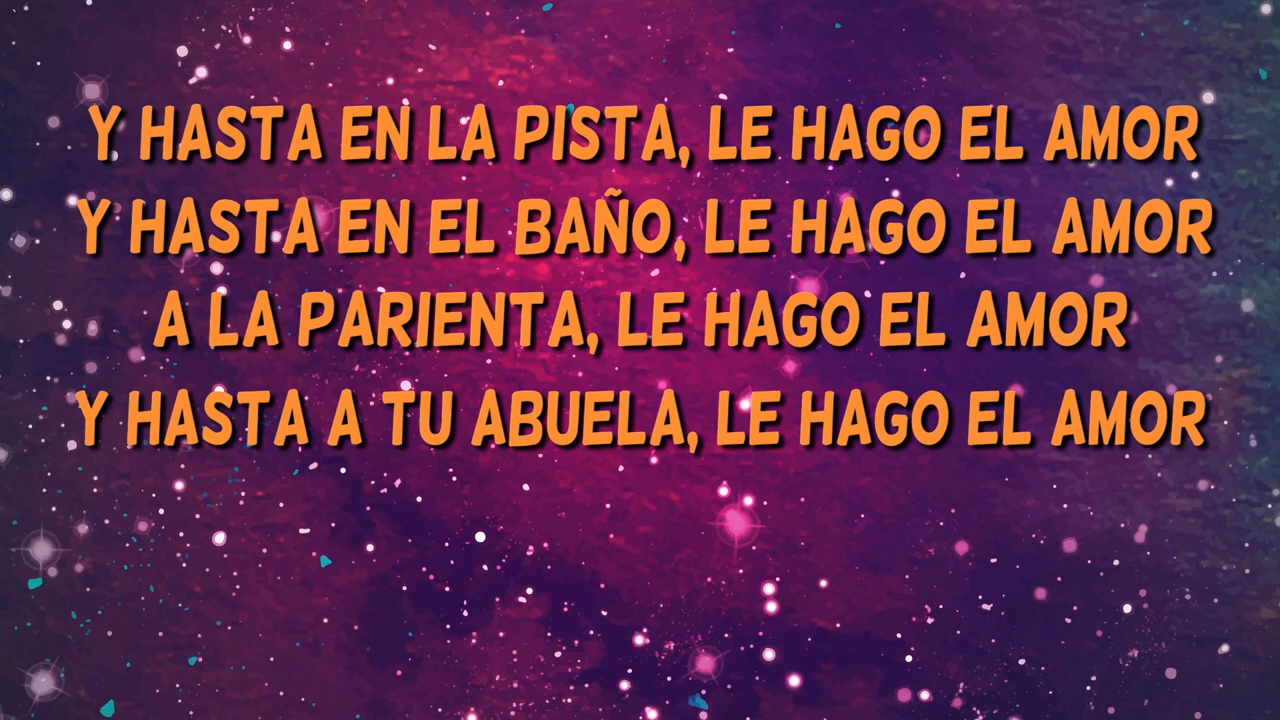 Y HASTA EN LA PISTA, LE HAGO EL AMOR
Y HASTA EN EL BAÑO, LE HAGO EL AMOR
A LA PARIENTA, LE HAGO EL AMOR
Y HASTA A TU ABUELA, LE HAGO EL AMOR